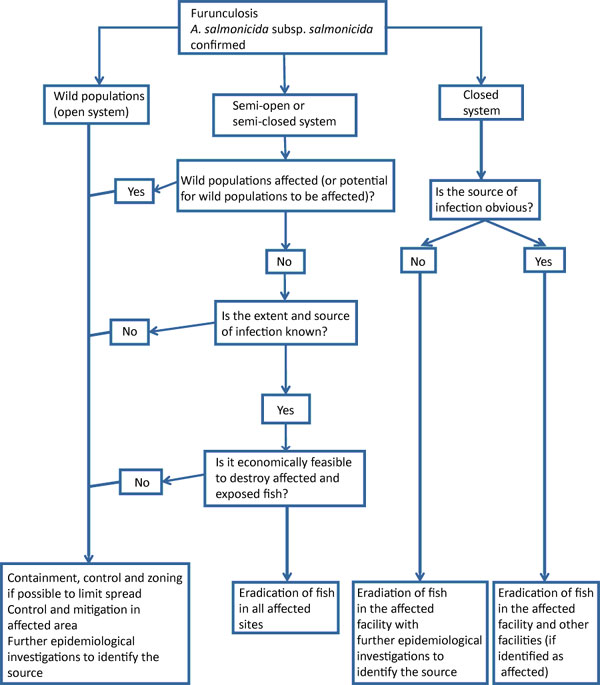 Furunculosis
A. salmonicida subsp. salmonicida
confirmed
Wild populations
(open system)
Semi-open or
semi-closed system
Closed
system
Yes
Wild populations affected (or potential
for wild populations to be affected)?
Is the source of
infection obvious?
No
No
Yes
No
Is the extent and source
of infection known?
Yes
No
Is it economically feasible
to destroy affected and
exposed fish?
Containment, control and zoning
if possible to limit spread
Control and mitigation in
affected area
Further epidemiological
investigations to identify the
source
Eradication of fish
in all affected
sites
Eradiation of fish
in the affected
facility with
further epidemiological
investigations to
identify the source
Eradication of fish
in the affected
facility and other
facilities (if
identified as
affected)